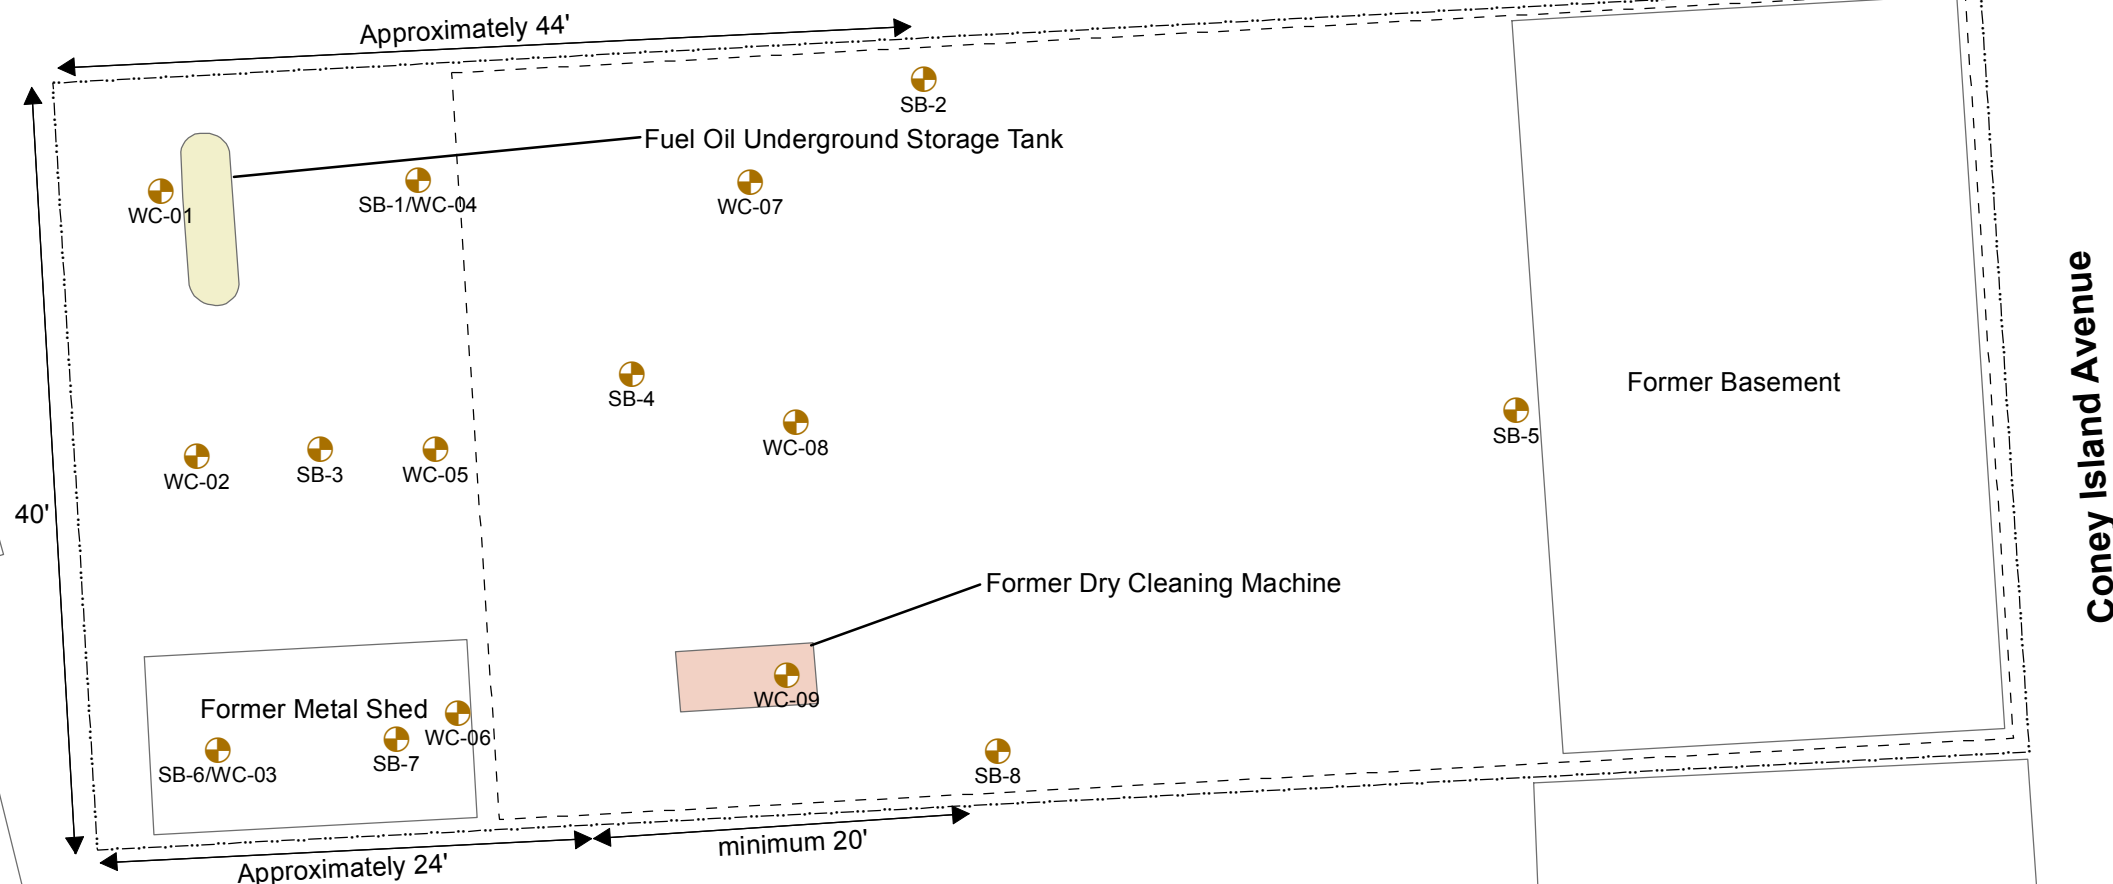 Approximately 44'
SB-2
Fuel Oil Underground Storage Tank
WC-01
SB-1/WC-04
WC-07
Coney Island Avenue
Former Basement
SB-4
SB-5
WC-08
WC-02
SB-3
WC-05
40'
Former Dry Cleaning Machine
WC-09
Former Metal Shed
WC-06
SB-6/WC-03
SB-7
SB-8
minimum 20'
Approximately 24'